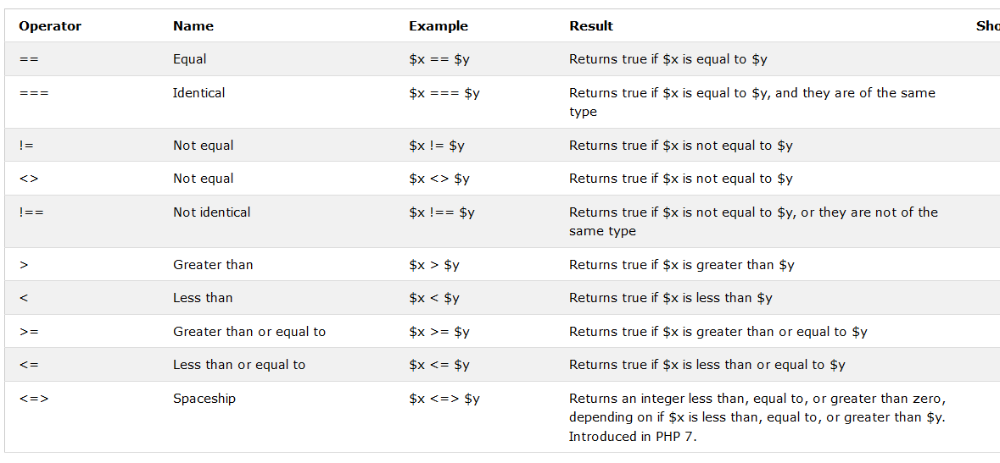 Operator Name Example Result Sho
== Equal $x == $y Returns true if $x is equal to $y
=== Identical $x === $y Returns true if $x is equal to $y, and they are of the same
type
!= Not equal $x != $y Returns true if $x is not equal to $y
<> Not equal $x <> $y Returns true if $x is not equal to $y
!== Not identical $x !== $y Returns true if $x is not equal to $y, or they are not of the
same type
> Greater than $x > $y Returns true if $x is greater than $y
< Less than $x < $y Returns true if $x is less than $y
>= Greater than or equal to $x >= $y Returns true if $x is greater than or equal to $y
<= Less than or equal to $x <= $y Returns true if $x is less than or equal to $y
<=> Spaceship $x <=> $y Returns an integer less than, equal to, or greater than zero,
depending on if $x is less than, equal to, or greater than $y.
Introduced in PHP 7.